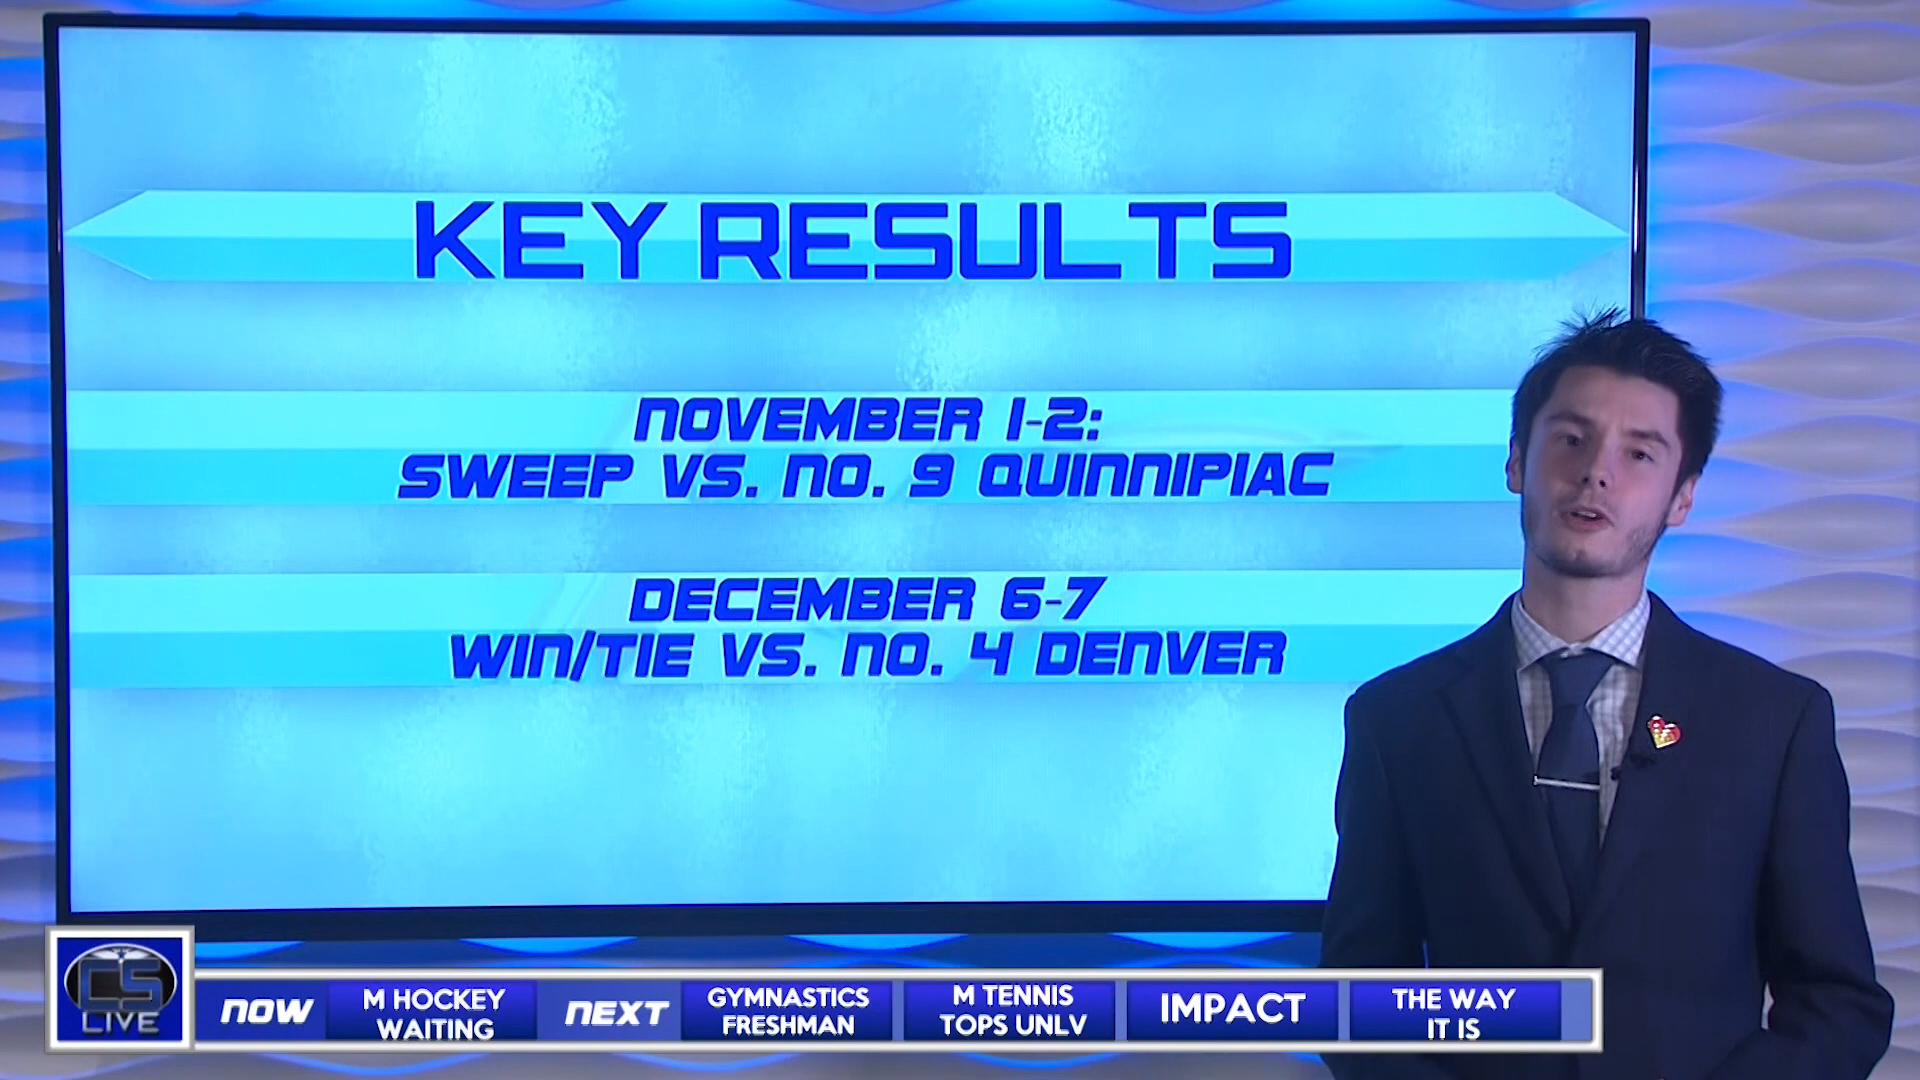 KEY RESULTS
NOVEMBER 1-2:
SWEEP VS. NO. 9 QUINNIPIAC
DECEMBER 6-7
WIN/TIE VS. NO. 4 DENVER
CS
LIVE
NOW
M HOCKEY
WAITING
NEXT
GYMNASTICS
FRESHMAN
M TENNIS
TOPS UNLV
IMPACT
THE WAY
IT IS